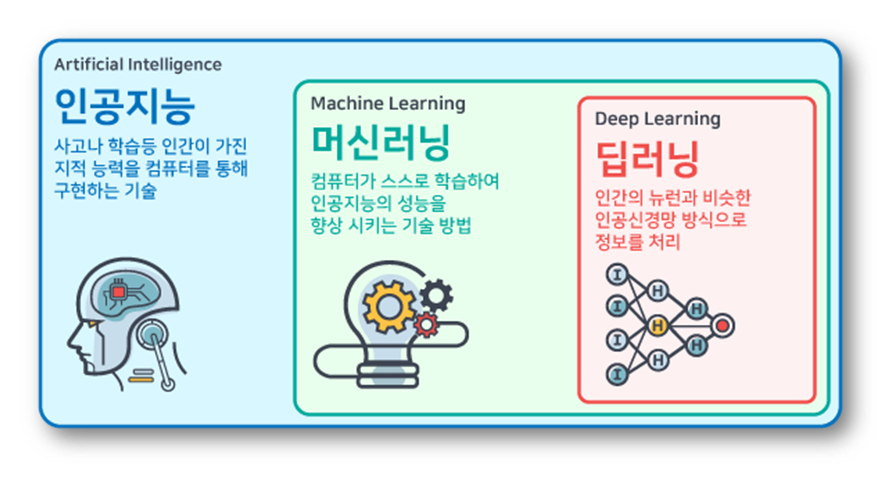 Artificial Intelligence
인공지능
사고나 학습등 인간이 가진
지적 능력을 컴퓨터를 통해
구현하는 기술
Machine Learning
머신러닝
컴퓨터가 스스로 학습하여
인공지능의 성능을
향상 시키는 기술 방법
Deep Learning
딥러닝
인간의 뉴런과 비슷한
인공신경망 방식으로
정보를 처리
I
H
I
H
H
I
H
H
I